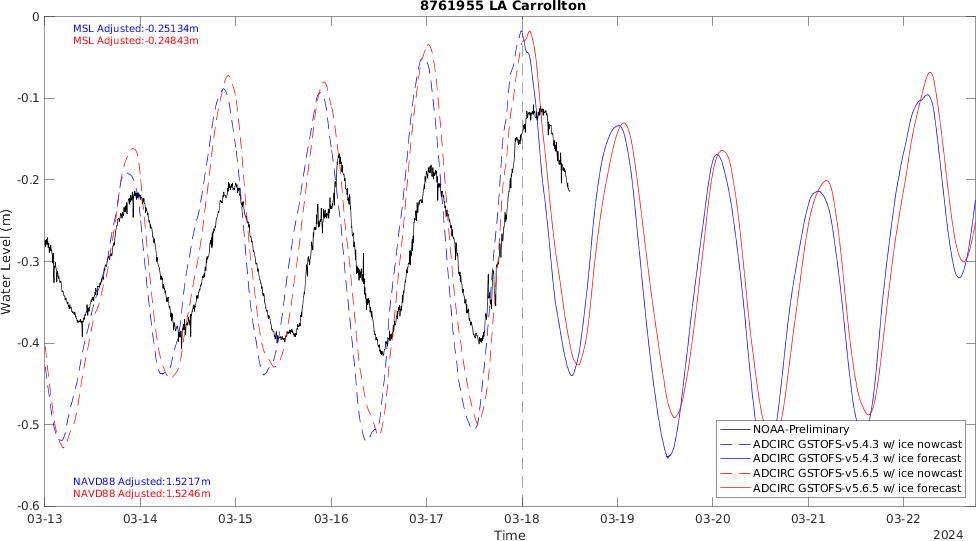 8761955 LA Carrollton
MSL Adjusted:-0.25134m
MSL Adjusted:-0.24843m
0
-0.1
-0.2
-0.3
-0.4
-0.5
-0.6
Water Level (m)
NAVD88 Adjusted:1.5217m
NAVD88 Adjusted:1.5246m
NOAA-Preliminary
ADCIRC GSTOFS-v5.4.3 w/ ice nowcast
ADCIRC GSTOFS-v5.4.3 w/ ice forecast
ADCIRC GSTOFS-v5.6.5 w/ ice nowcast
ADCIRC GSTOFS-v5.6.5 w/ ice forecast
03-13 03-14 03-15 03-16 03-17 03-18 03-19 03-20 03-21 03-22
Time
2024